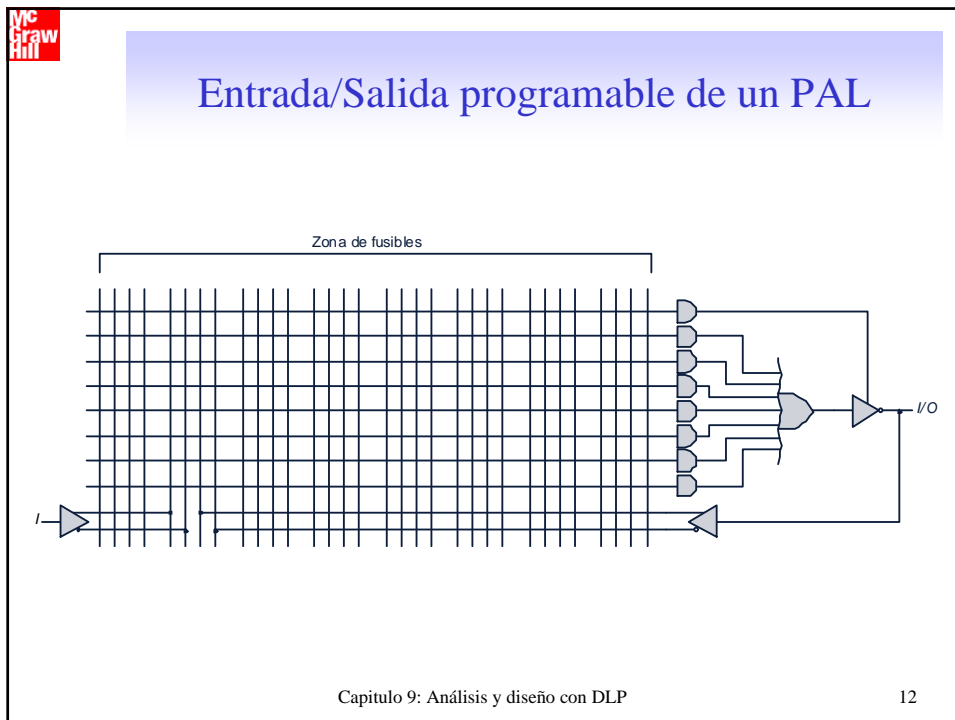 Mc
Graw
Hill
Entrada/Salida programable de un PAL
Zona de fusibles
I/O
I
Capitulo 9: Análisis y diseño con DLP
12